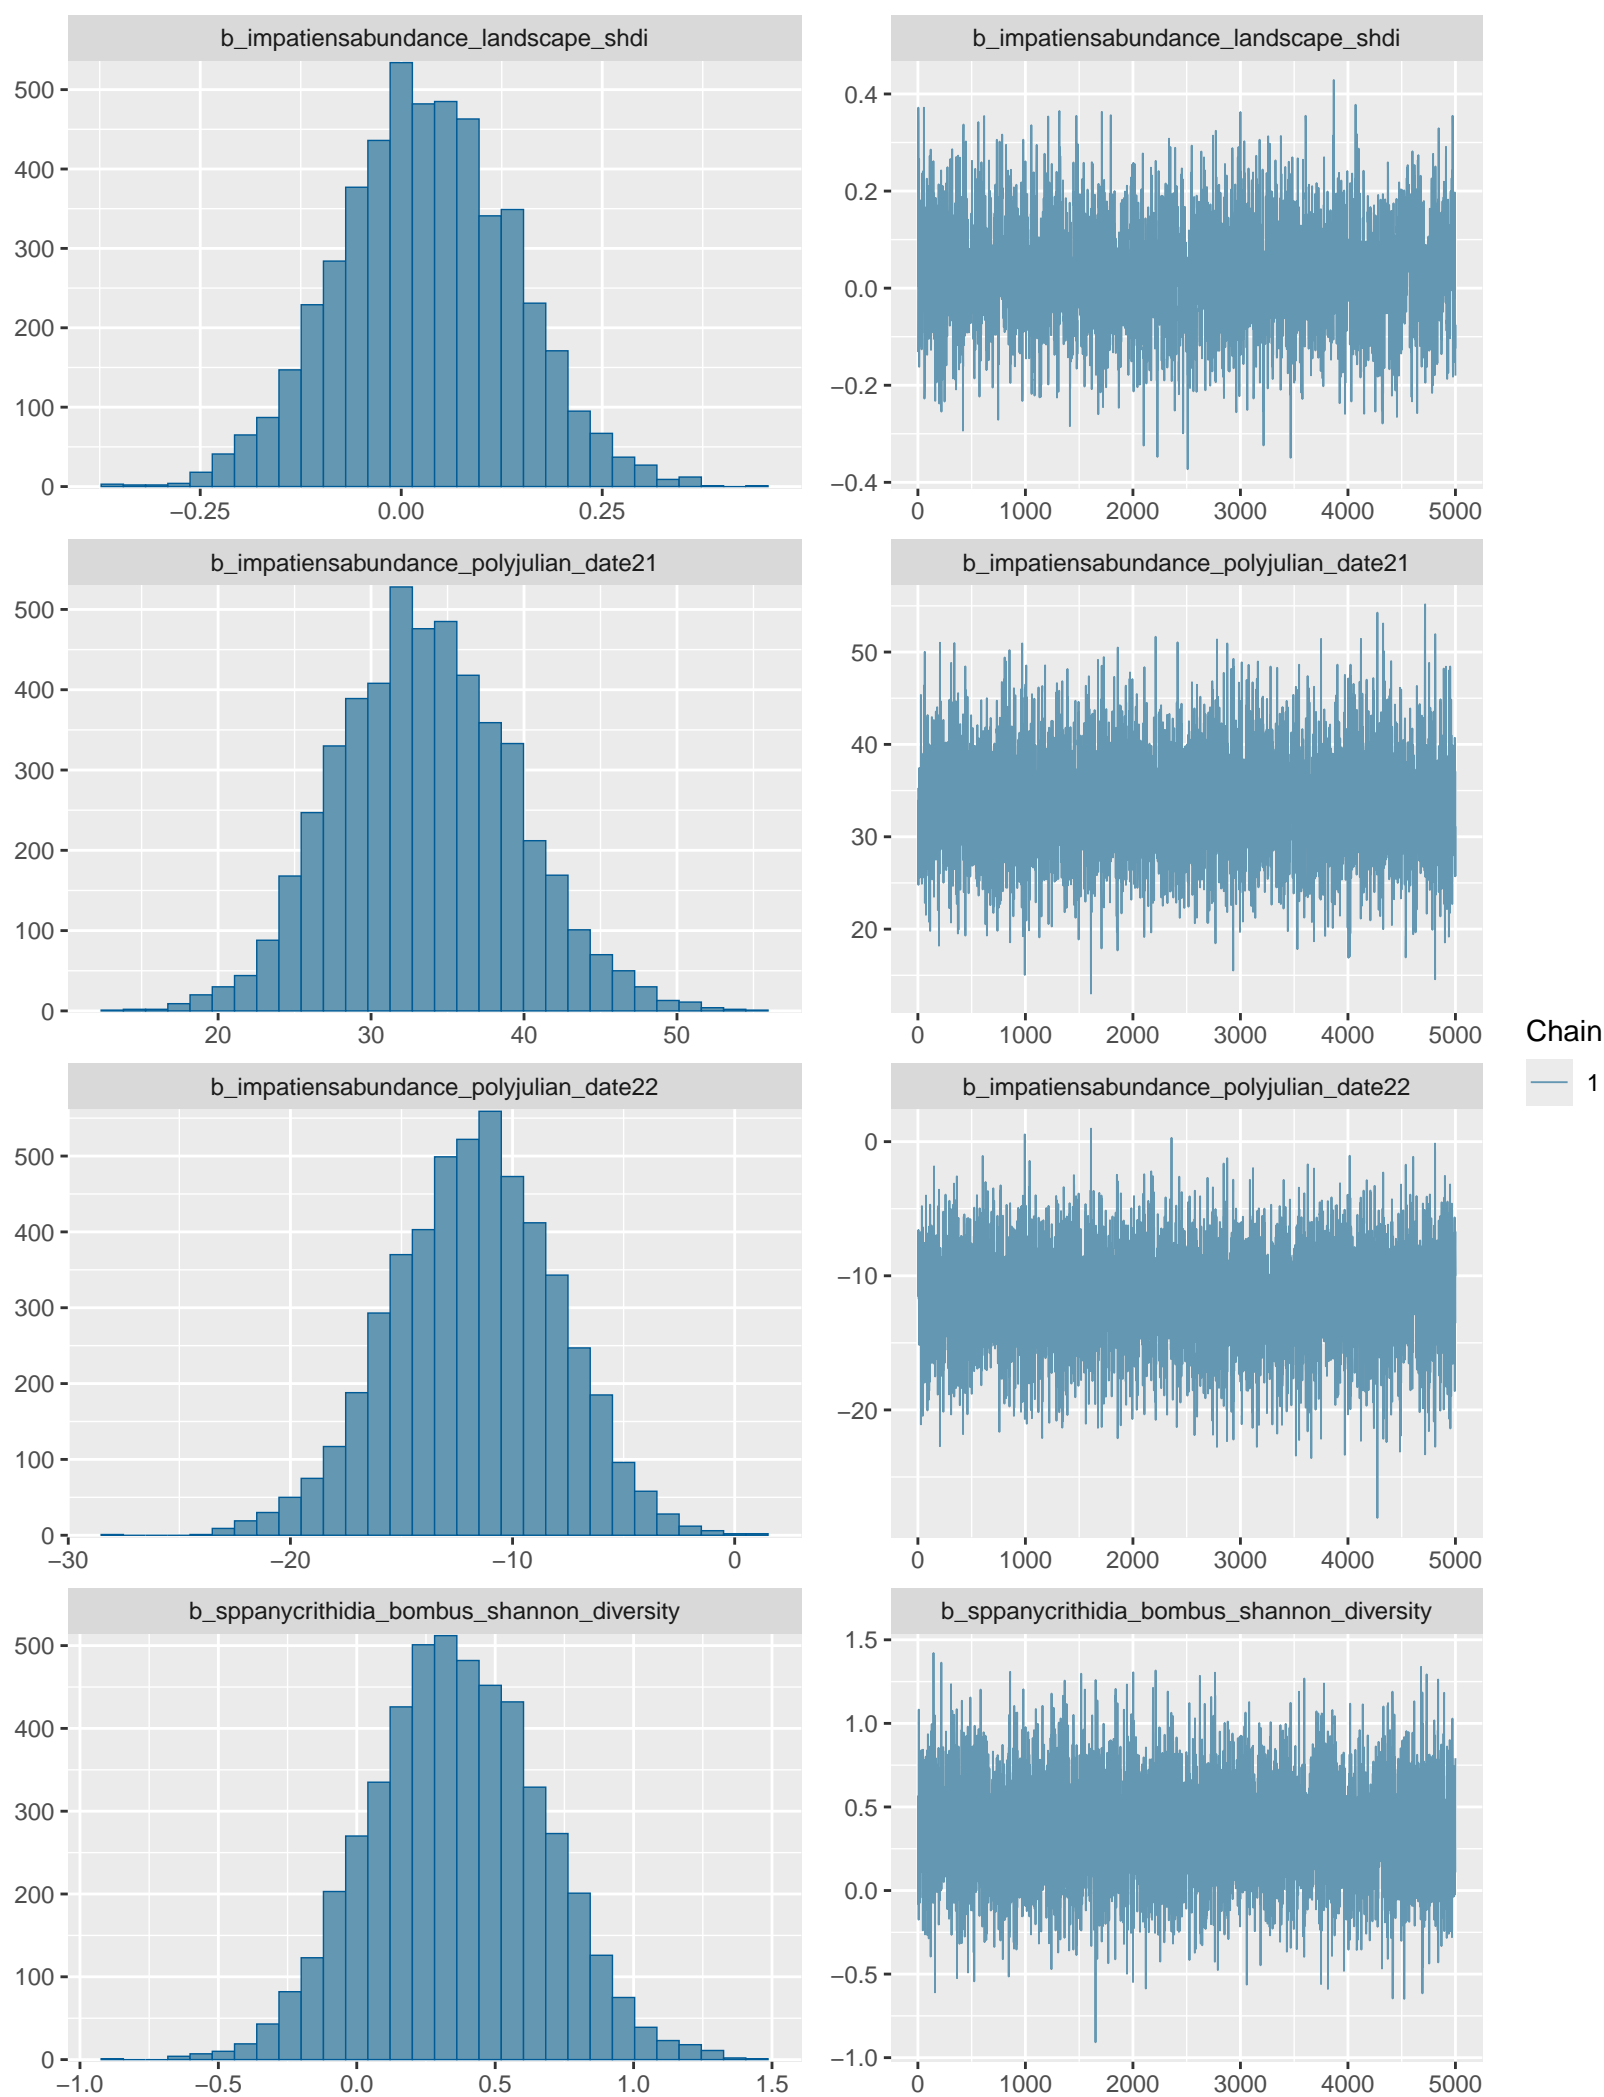 b_impatiensabundance_landscape_shdi
b_impatiensabundance_landscape_shdi
500
400
300
200
100
0
−0.25 0.00 0.25
0.4
0.2
0.0
−0.2
−0.4
0 1000 2000 3000 4000 5000
b_impatiensabundance_polyjulian_date21
b_impatiensabundance_polyjulian_date21
500
400
300
200
100
0
20 30 40 50
50
40
30
20
0 1000 2000 3000 4000 5000
Chain
1
b_impatiensabundance_polyjulian_date22
b_impatiensabundance_polyjulian_date22
500
400
300
200
100
0
−30 −20 −10 0
0
−10
−20
0 1000 2000 3000 4000 5000
b_sppanycrithidia_bombus_shannon_diversity
b_sppanycrithidia_bombus_shannon_diversity
500
400
300
200
100
0
−1.0 −0.5 0.0 0.5 1.0 1.5
1.5
1.0
0.5
0.0
−0.5
−1.0
0 1000 2000 3000 4000 5000